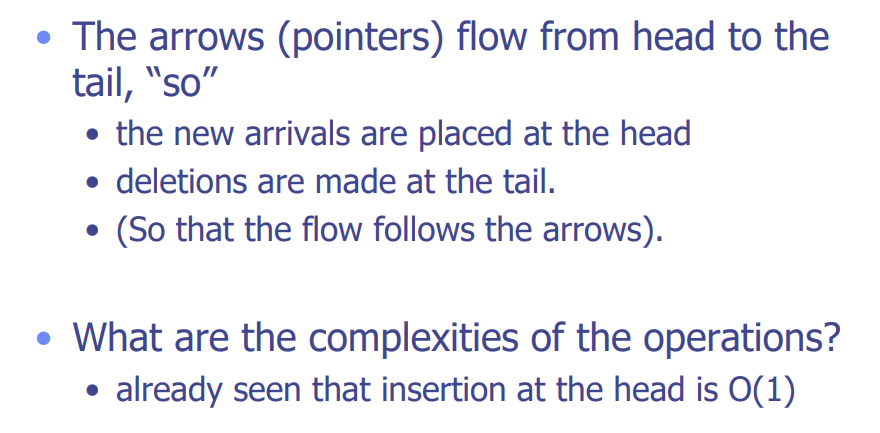 • The arrows (pointers) flow from head to the
tail, “so”
• the new arrivals are placed at the head
• deletions are made at the tail.
• (So that the flow follows the arrows).
• What are the complexities of the operations?
• already seen that insertion at the head is O(1)